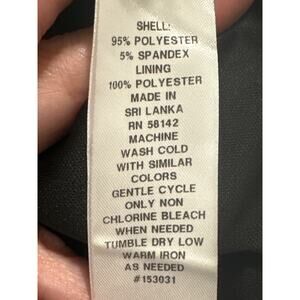 SHELL:
95% POLYESTER
5% SPANDEX
LINING
100% POLYESTER
MADE IN
SRI LANKA
RN 58142
MACHINE
WASH COLD
WITH SIMILAR
COLORS
GENTLE CYCLE
ONLY NON
CHLORINE BLEACH
WHEN NEEDED
TUMBLE DRY LOW
WARM IRON
AS NEEDED
#153031